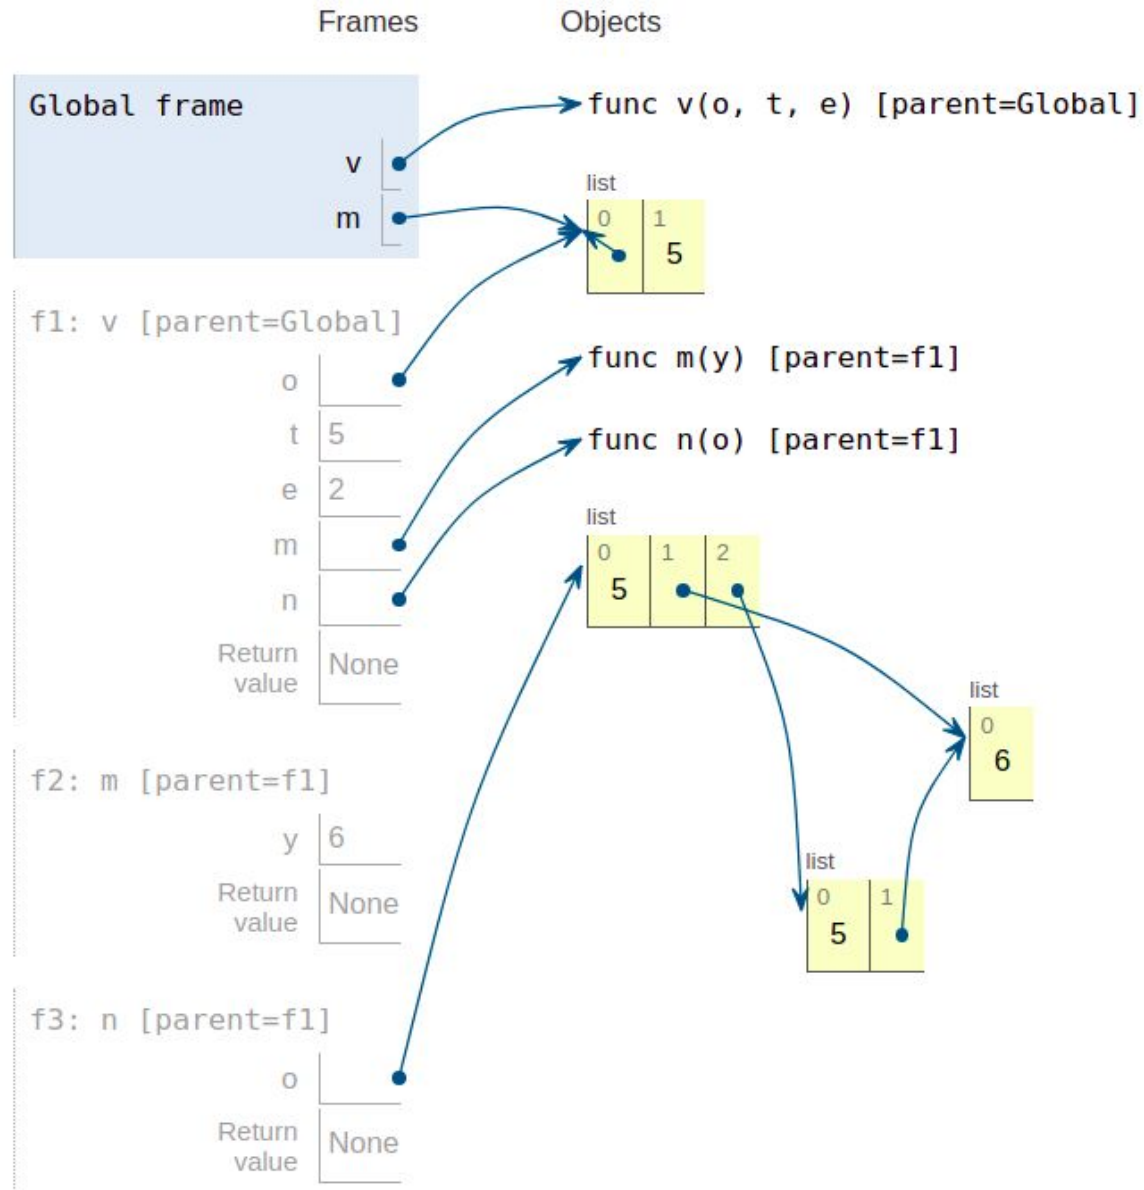 Frames Objects
Global frame
func v(o, t, e) [parent=Global]
v
list
m
0 1
5
f1: v [parent=Global]
func m(y) [parent=f1]
o
t 5
func n(o) [parent=f1]
e 2
list
m
0 1 2
5
n
Return
value None
list
0
6
f2: m [parent=f1]
y 6
list
Return
value None
0 1
5
f3: n [parent=f1]
o
Return
value None